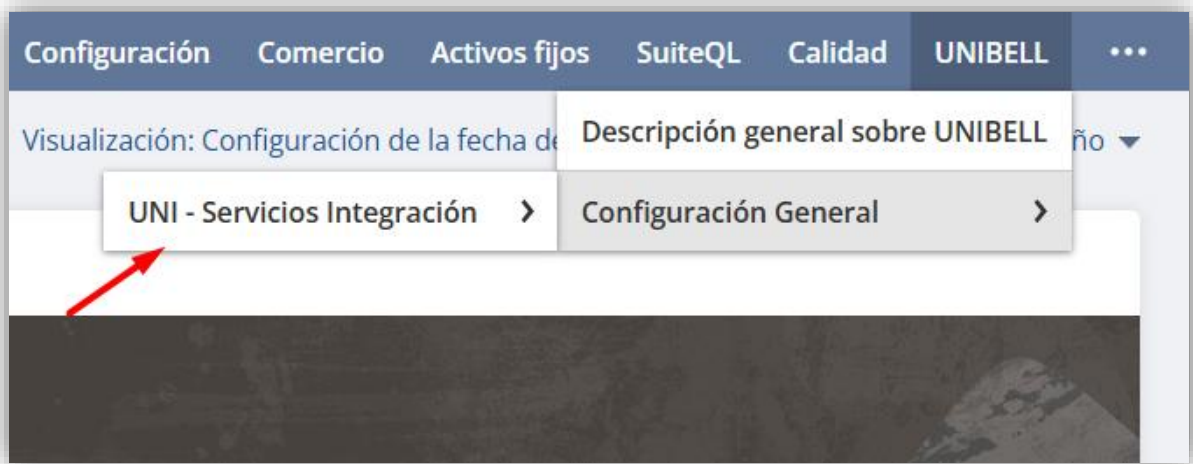 Configuración Comercio Activos fijos SuiteQL Calidad UNIBELL ...
Visualización: Configuración de la fecha de
Descripción general sobre UNIBELL
ño
UNI - Servicios Integración >
Configuración General >